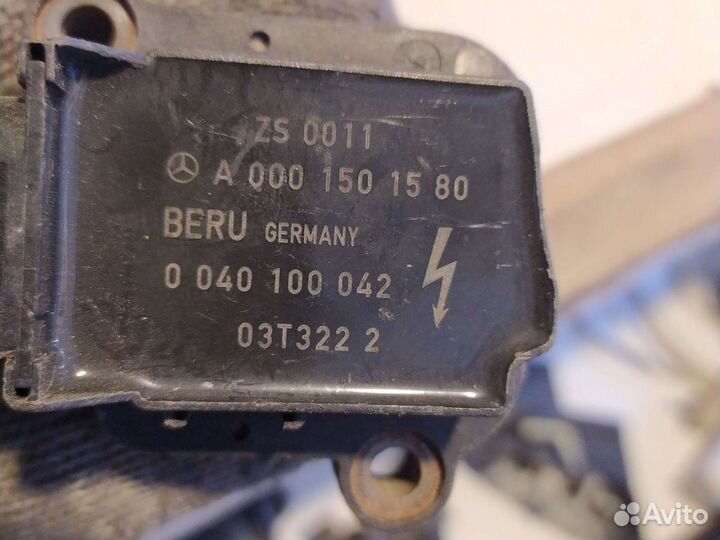 ZS 0011
A 000 150 15 80
BERU GERMANY
0 040 100 042
03T322 2
Avito